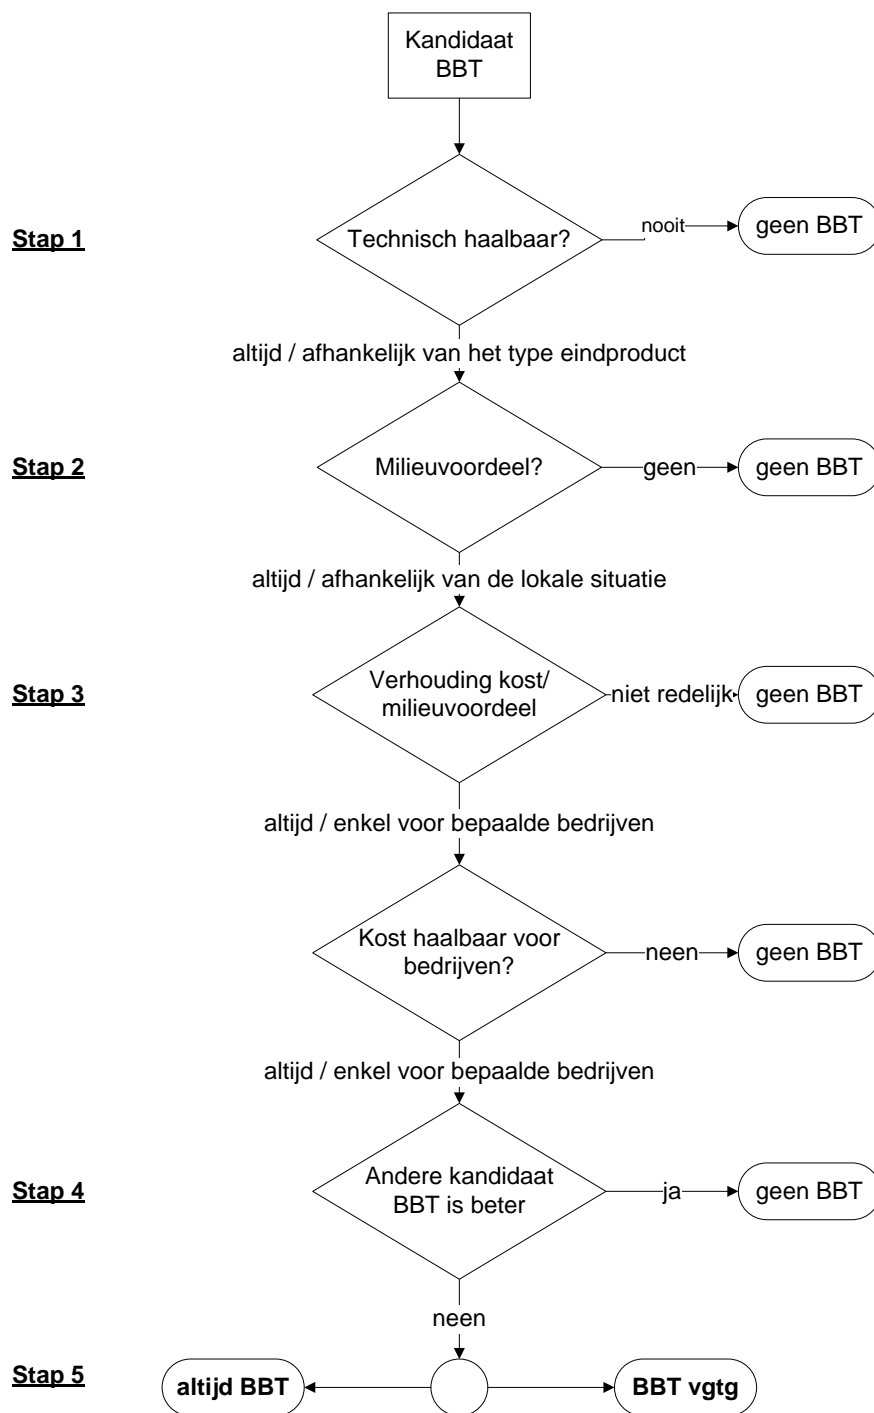 Kandidaat
BBT
Stap 1
Technisch haalbaar?
nooit
geen BBT
altijd / afhankelijk van het type eindproduct
Stap 2
Milieuvoordeel?
geen
geen BBT
altijd / afhankelijk van de lokale situatie
Stap 3
Verhouding kost/
milieuvoordeel
niet redelijk
geen BBT
altijd / enkel voor bepaalde bedrijven
Kost haalbaar voor
bedrijven?
neen
geen BBT
altijd / enkel voor bepaalde bedrijven
Stap 4
Andere kandidaat
BBT is beter
ja
geen BBT
neen
Stap 5
altijd BBT
BBT vgtg